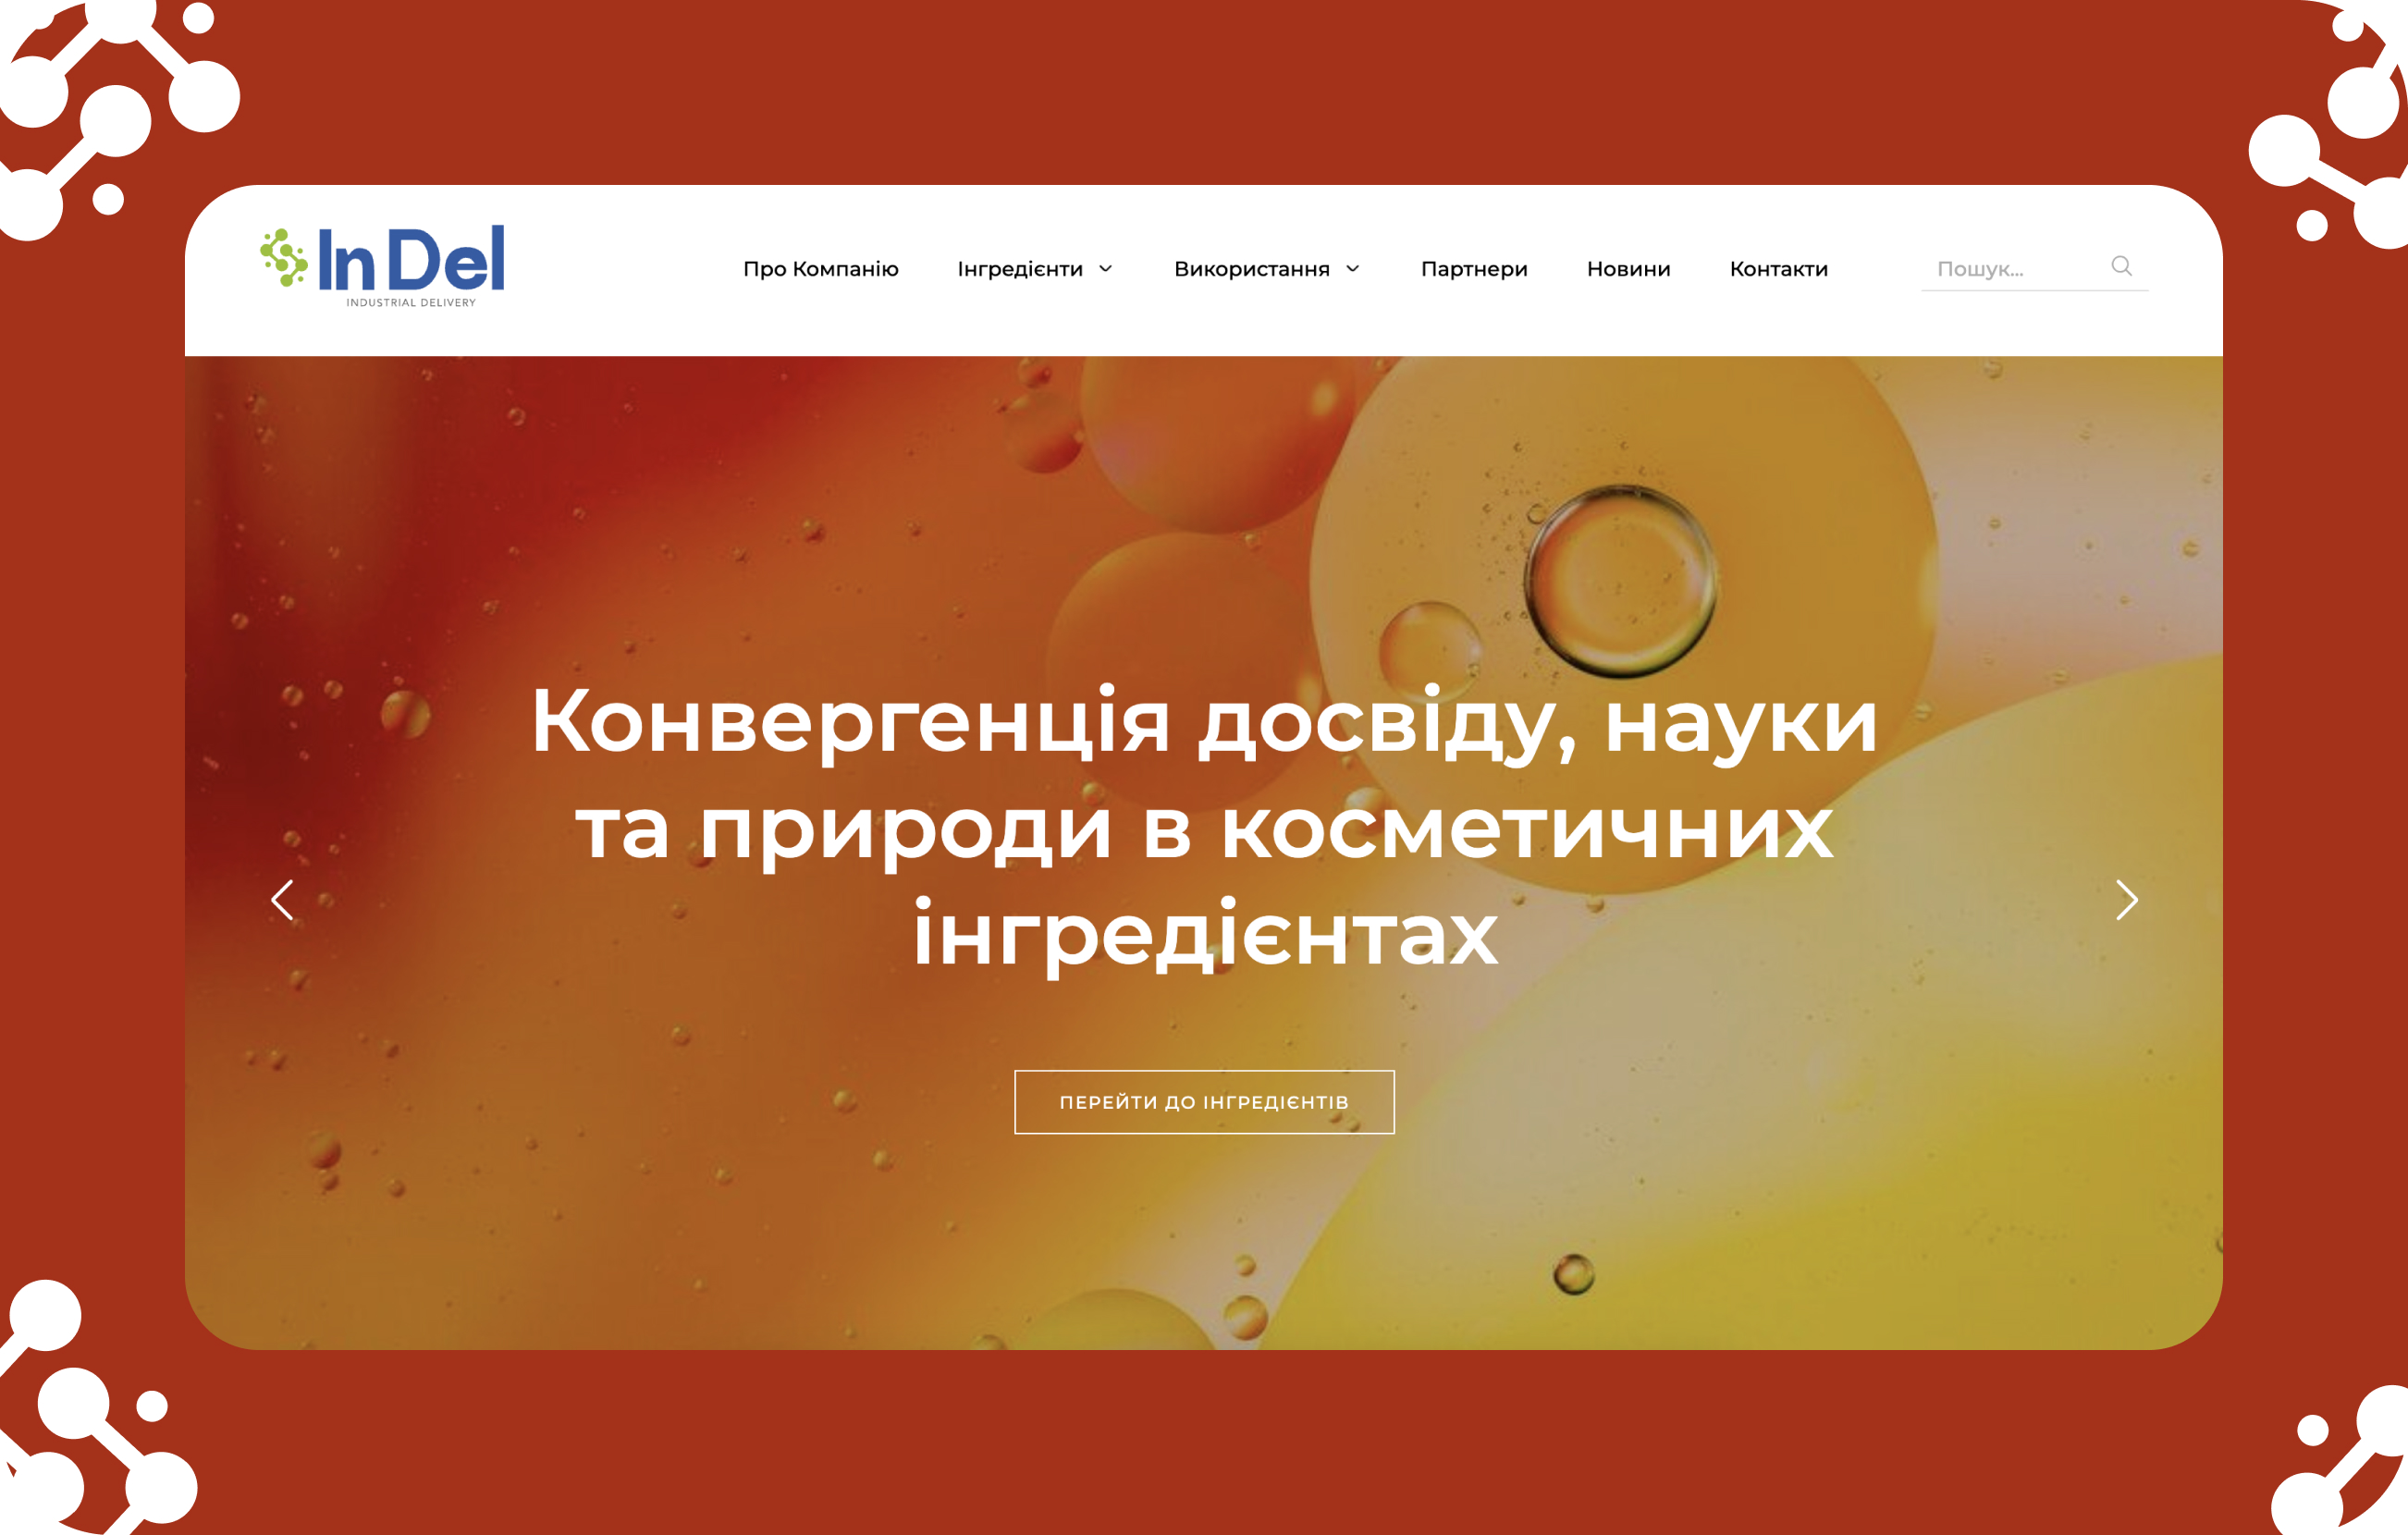 In Del
INDUSTRIAL DELIVERY
Про Компанію
Інгредієнти
Використання
Партнери
Новини
Контакти
Пошук...
Конвергенція досвіду, науки
та природи в косметичних
інгредієнтах
ПЕРЕЙТИ ДО ІНГРЕДІЄНТІВ